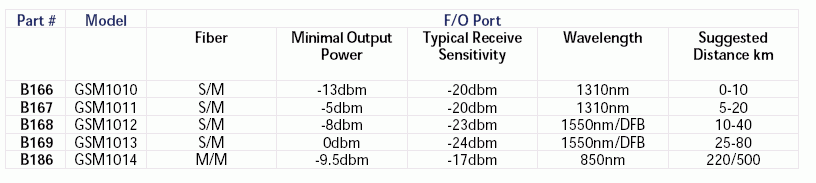 Part # Model F/O Port
Fiber Minimal Output Power Typical Receive Sensitivity Wavelength Suggested Distance km
B166 GSM1010 S/M -13dbm -20dbm 1310nm 0-10
B167 GSM1011 S/M -5dbm -20dbm 1310nm 5-20
B168 GSM1012 S/M -8dbm -23dbm 1550nm/DFB 10-40
B169 GSM1013 S/M 0dbm -24dbm 1550nm/DFB 25-80
B186 GSM1014 M/M -9.5dbm -17dbm 850nm 220/500